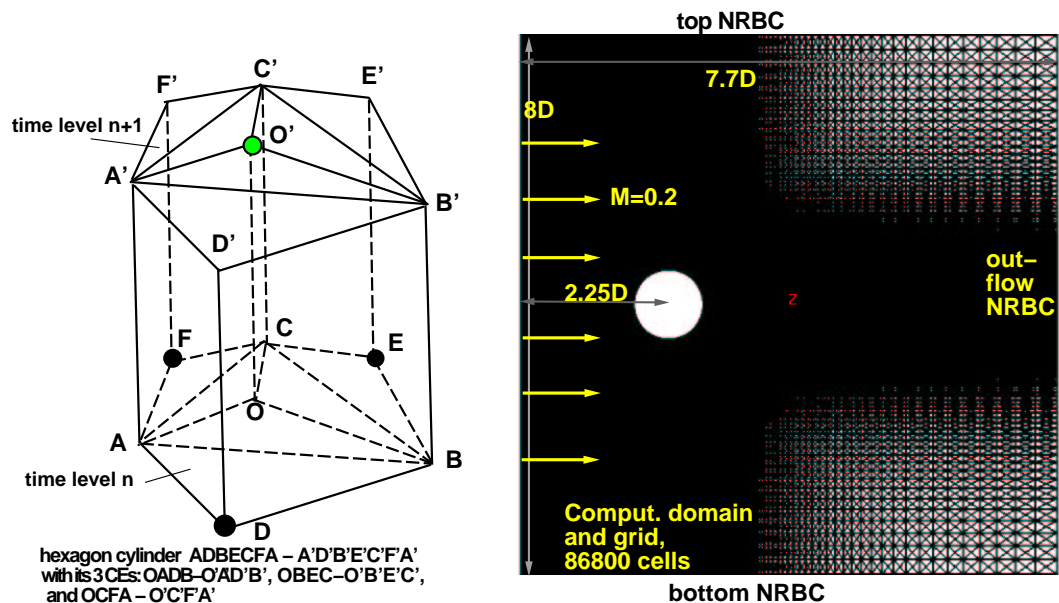 F’
C’
E’
time level n+1
O’
A’
B’
D’
F
C
E
O
A
B
time level n
D
hexagon cylinder ADBECFA – A’D’B’E’C’F’A’
with its 3 CEs: OADB–O’A’D’B’, OBEC–O’B’E’C’,
and OCFA – O’C’F’A’
top NRBC
7.7D
8D
M=0.2
out–
flow
NRBC
2.25D
z
Comput. domain
and grid,
86800 cells
bottom NRBC